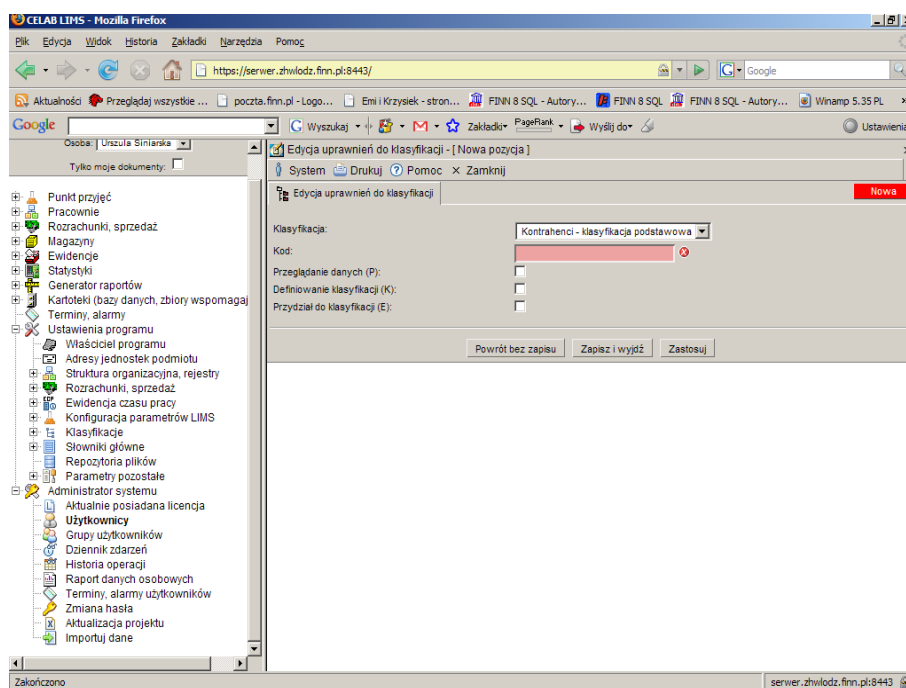 CELAB LIMS - Mozilla Firefox
Plik Edycja Widok Historia Zakładki Narzędzia Pomoc
https://serwer.zhwlodz.finn.pl:8443/
G Google
Aktualności Przeglądaj wszystkie ... poczta.finn.pl - Logo... Emi i Krzysiek - stron... FINN 8 SQL - Autory... FINN 8 SQL FINN 8 SQL - Autory... Winamp 5.35 PL »
Google G Wyszukaj PageRank Zakładki Wyślij do Ustawienia
Osoba: Urszula Siniarska
Tylko moje dokumenty:
Edycja uprawnień do klasyfikacji - [ Nowa pozycja ]
System Drukuj Pomoc Zamknij
Edycja uprawnień do klasyfikacji Nowa
Klasyfikacja: Kontrahenci - klasyfikacja podstawowa
Kod:
Przeglądanie danych (P):
Definiowanie klasyfikacji (K):
Przydział do klasyfikacji (E):
Powrót bez zapisu Zapisz i wyjdź Zastosuj
Punkt przyjęć
Pracownie
Rozrachunki, sprzedaż
Magazyny
Ewidencje
Statystyki
Generator raportów
Kartoteki (bazy danych, zbiory wspomagaj
Terminy, alarmy
Ustawienia programu
Właściciel programu
Adresy jednostek podmiotu
Struktura organizacyjna, rejestry
Rozrachunki, sprzedaż
Ewidencja czasu pracy
Konfiguracja parametrów LIMS
Klasyfikacje
Słowniki główne
Repozytoria plików
Parametry pozostałe
Administrator systemu
Aktualnie posiadana licencja
Użytkownicy
Grupy użytkowników
Dziennik zdarzeń
Historia operacji
Raport danych osobowych
Terminy, alarmy użytkowników
Zmiana hasła
Aktualizacja projektu
Importuj dane
Zakończono serwer.zhwlodz.finn.pl:8443